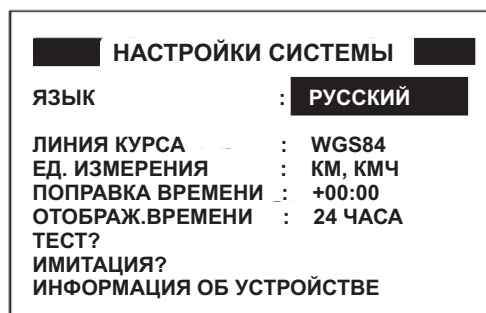 НАСТРОЙКИ СИСТЕМЫ
ЯЗЫК : РУССКИЙ
ЛИНИЯ КУРСА : WGS84
ЕД. ИЗМЕРЕНИЯ : КМ, КМЧ
ПОПРАВКА ВРЕМЕНИ : +00:00
ОТОБРАЖ.ВРЕМЕНИ : 24 ЧАСА
ТЕСТ?
ИМИТАЦИЯ?
ИНФОРМАЦИЯ ОБ УСТРОЙСТВЕ